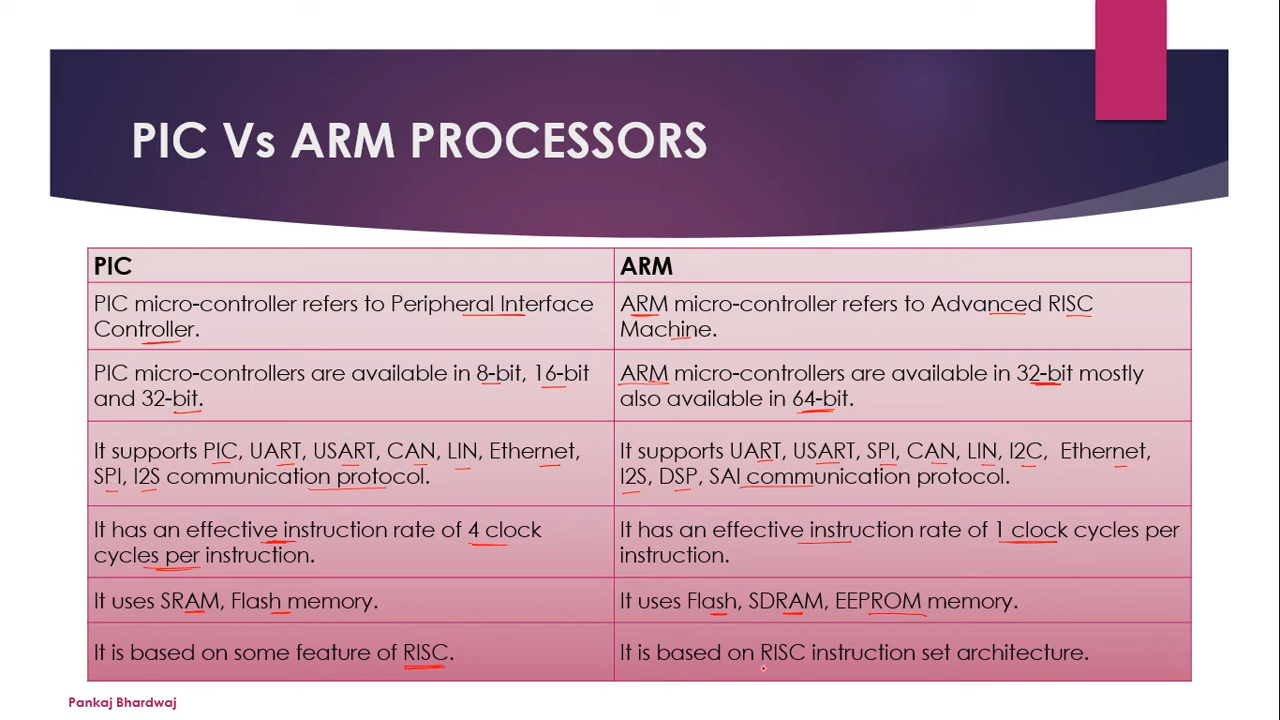 PIC Vs ARM PROCESSORS
PIC
ARM
PIC micro-controller refers to Peripheral Interface
Controller.
ARM micro-controller refers to Advanced RISC
Machine.
PIC micro-controllers are available in 8-bit, 16-bit
and 32-bit.
ARM micro-controllers are available in 32-bit mostly
also available in 64-bit.
It supports PIC, UART, USART, CAN, LIN, Ethernet,
SPI, I2S communication protocol.
It supports UART, USART, SPI, CAN, LIN, I2C, Ethernet,
I2S, DSP, SAI communication protocol.
It has an effective instruction rate of 4 clock
cycles per instruction.
It has an effective instruction rate of 1 clock cycles per
instruction.
It uses SRAM, Flash memory.
It uses Flash, SDRAM, EEPROM memory.
It is based on some feature of RISC.
It is based on RISC instruction set architecture.
Pankaj Bhardwaj